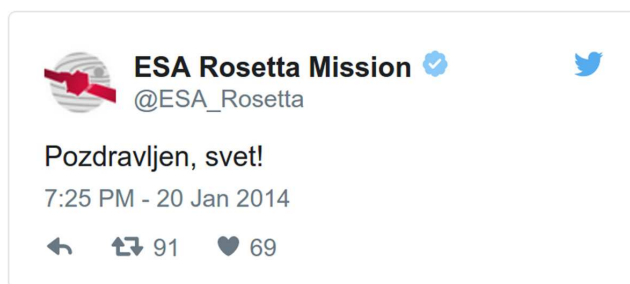 ESA Rosetta Mission
@ESA_Rosetta
Pozdravljen, svet!
7:25 PM - 20 Jan 2014
91 69